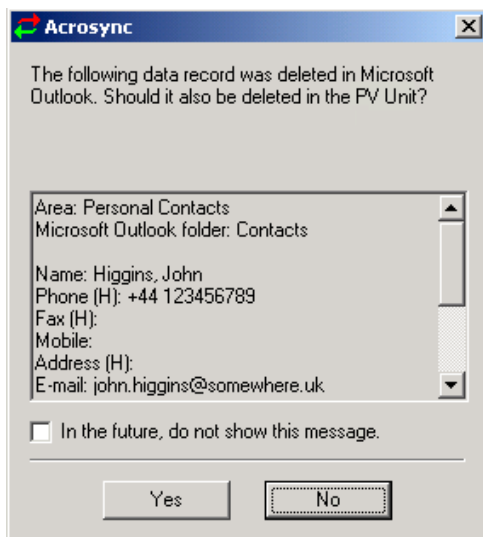 Acrosync
The following data record was deleted in Microsoft
Outlook. Should it also be deleted in the PV Unit?
Area: Personal Contacts
Microsoft Outlook folder: Contacts
Name: Higgins, John
Phone (H): +44 123456789
Fax (H):
Mobile:
Address (H):
E-mail: john.higgins@somewhere.uk
In the future, do not show this message.
Yes
No